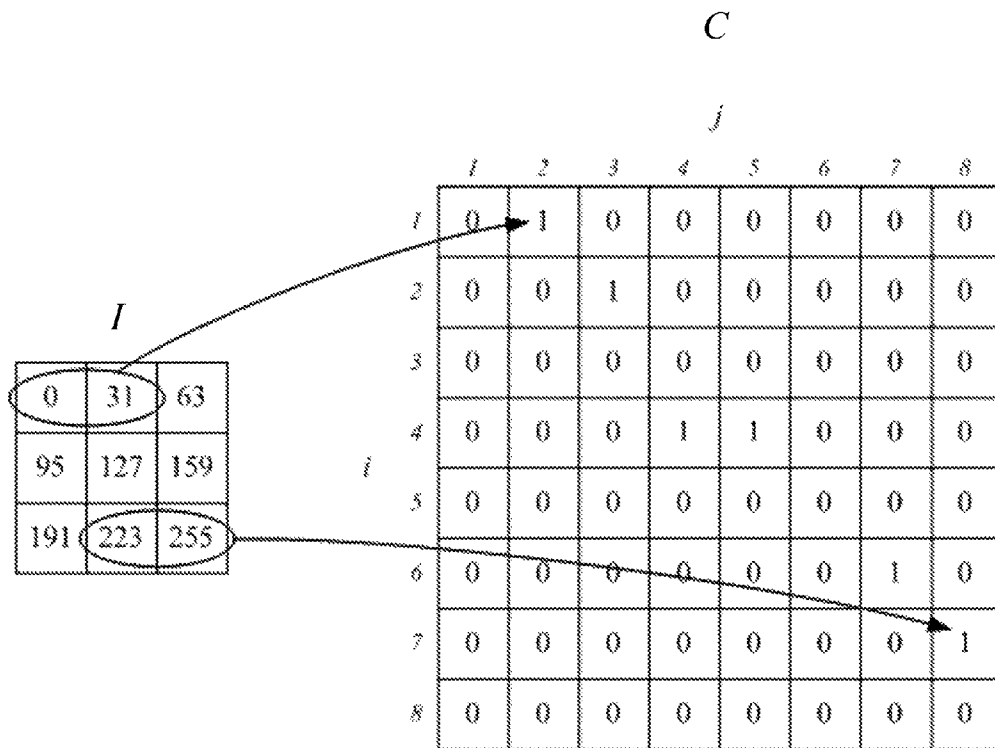 C
j
1 2 3 4 5 6 7 8
1 0 1 0 0 0 0 0 0
2 0 0 1 0 0 0 0 0
3 0 0 0 0 0 0 0 0
4 0 0 0 1 1 0 0 0
5 0 0 0 0 0 0 0 0
6 0 0 0 0 0 0 1 0
7 0 0 0 0 0 0 0 1
8 0 0 0 0 0 0 0 0
i
I
0 31 63
95 127 159
191 223 255